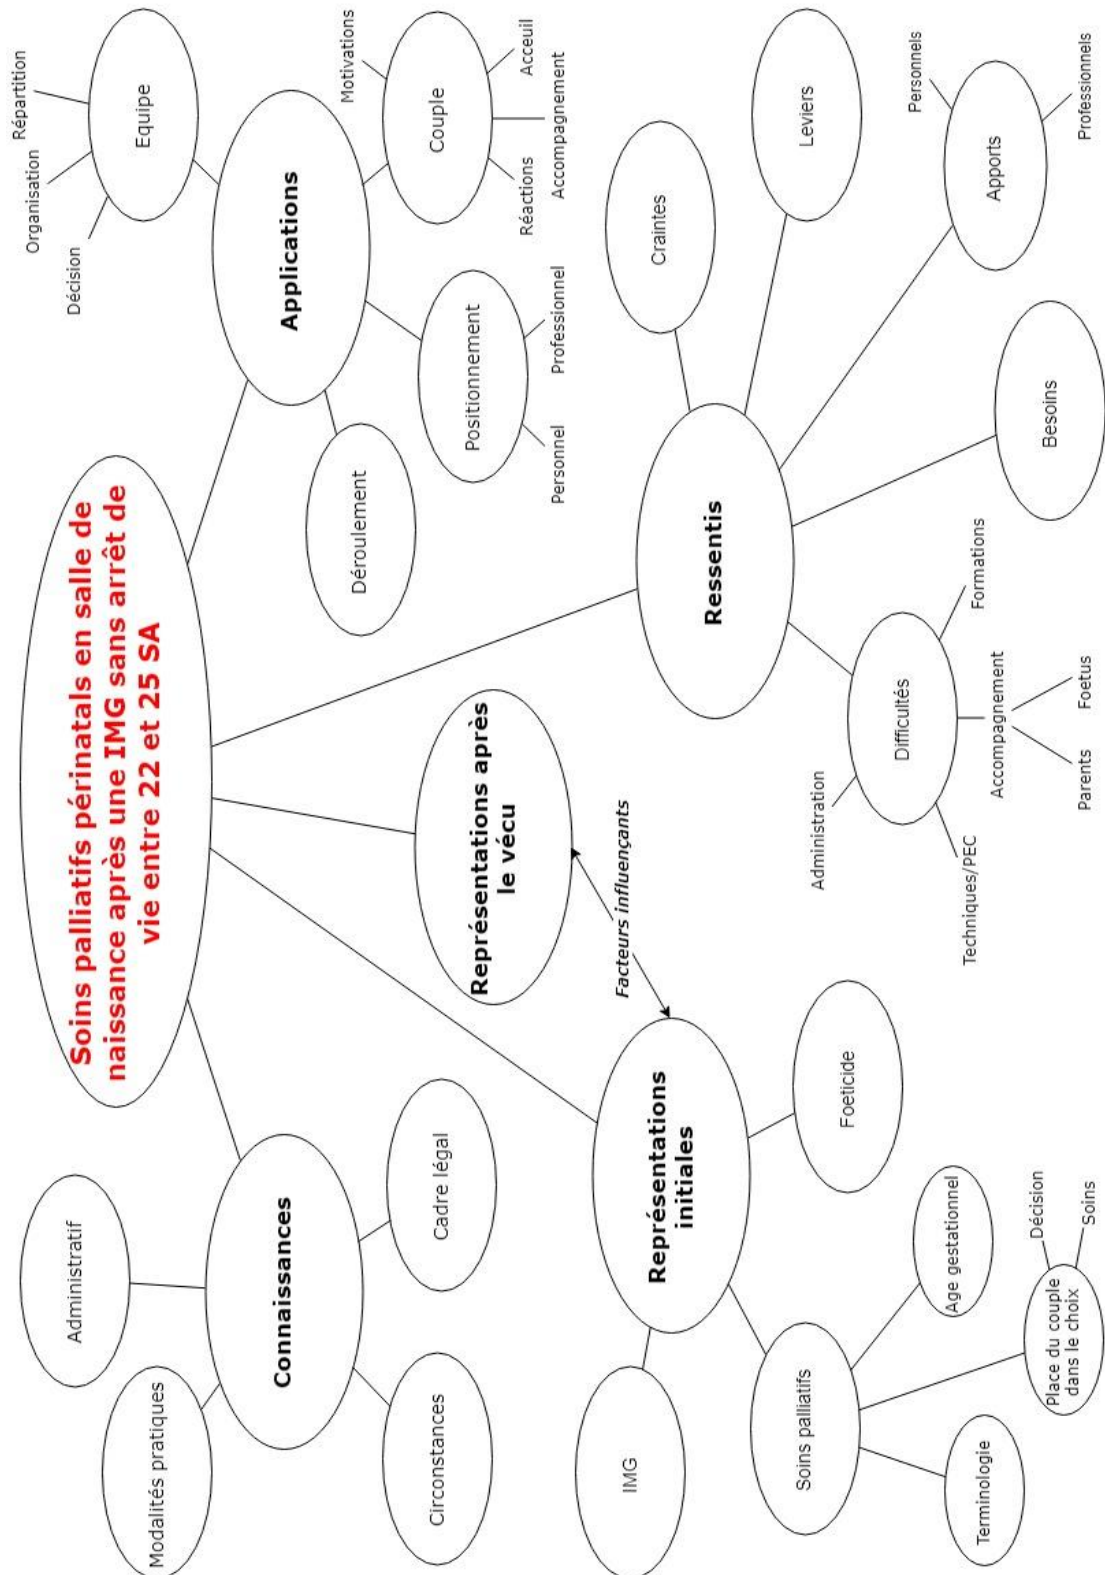 Soins palliatifs périnatals en salle de
naissance après une IMG sans arrêt de
vie entre 22 et 25 SA
Connaissances
Administratif
Modalités pratiques
Circonstances
Cadre légal
Représentations
initiales
IMG
Soins palliatifs
Terminologie
Place du couple
dans le choix
Décision
Soins
Age gestationnel
Foeticide
Facteurs influençants
Représentations après
le vécu
Ressentis
Difficultés
Administration
Techniques/PEC
Accompagnement
Parents
Foetus
Formations
Besoins
Apports
Personnels
Professionnels
Leviers
Craintes
Applications
Déroulement
Positionnement
Personnel
Professionnel
Couple
Motivations
Réactions
Accompagnement
Acceuil
Equipe
Décision
Organisation
Répartition